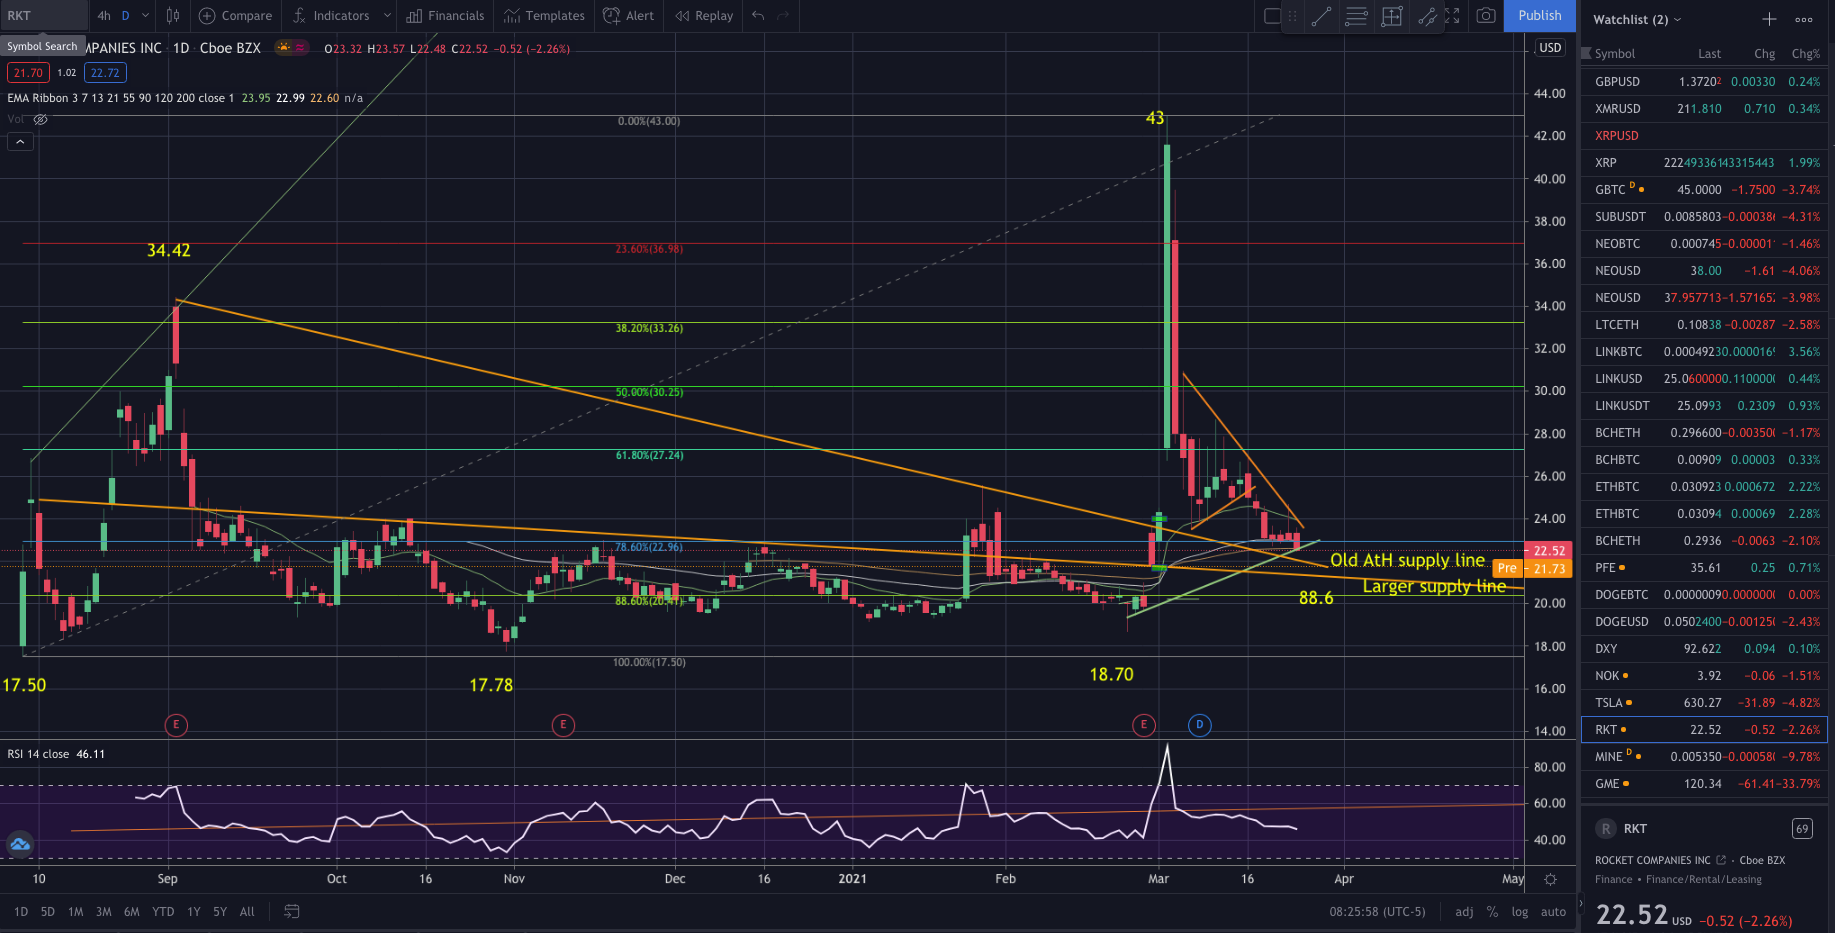 RKT 4h D Compare Indicators Financials Templates Alert Replay Publish
Symbol Search
MPANIES INC · 1D · Cboe BZX O23.32 H23.57 L22.48 C22.52 −0.52 (−2.26%)
21.70 1.02 22.72
EMA Ribbon 3 7 13 21 55 90 120 200 close 1 23.95 22.99 22.60 n/a
Vol
USD
44.00
42.00
40.00
38.00
36.00
34.00
32.00
30.00
28.00
26.00
24.00
22.52
Pre 21.73
20.00
18.00
16.00
14.00
0.00%(43.00)
43
23.60%(36.98)
34.42
38.20%(33.26)
50.00%(30.25)
61.80%(27.24)
78.60%(22.96)
Old AtH supply line
Larger supply line
88.60%(20.41)
88.6
100.00%(17.50)
17.50
17.78
18.70
E
E
E
D
RSI 14 close 46.11
80.00
60.00
40.00
10 Sep Oct 16 Nov Dec 16 2021 Feb Mar 16 Apr May
1D 5D 1M 3M 6M YTD 1Y 5Y All
08:25:58 (UTC-5) adj % log auto
Watchlist (2)
Symbol Last Chg Chg%
GBPUSD 1.37202 0.00330 0.24%
XMRUSD 211.810 0.710 0.34%
XRPUSD
XRP 22249336143315443 1.99%
GBTC D 45.0000 −1.7500 −3.74%
SUBUSDT 0.0085803 −0.000386 −4.31%
NEOBTC 0.000745 −0.00001 −1.46%
NEOUSD 38.00 −1.61 −4.06%
NEOUSD 37.957713 −1.571652 −3.98%
LTCETH 0.10838 −0.00287 −2.58%
LINKBTC 0.0004923 0.0000169 3.56%
LINKUSD 25.060000 0.110000 0.44%
LINKUSDT 25.0993 0.2309 0.93%
BCHETH 0.296600 −0.003500 −1.17%
BCHBTC 0.00909 0.00003 0.33%
ETHBTC 0.030923 0.000672 2.22%
ETHBTC 0.03094 0.00069 2.28%
BCHETH 0.2936 −0.0063 −2.10%
PFE 35.61 0.25 0.71%
DOGEBTC 0.0000009 0.000000 0.00%
DOGEUSD 0.0502400 −0.001250 −2.43%
DXY 92.622 0.094 0.10%
NOK 3.92 −0.06 −1.51%
TSLA 630.27 −31.89 −4.82%
RKT 22.52 −0.52 −2.26%
MINE D 0.005350 −0.000580 −9.78%
GME 120.34 −61.41 −33.79%
R RKT 69
ROCKET COMPANIES INC · Cboe BZX
Finance • Finance/Rental/Leasing
22.52 USD −0.52 (−2.26%)